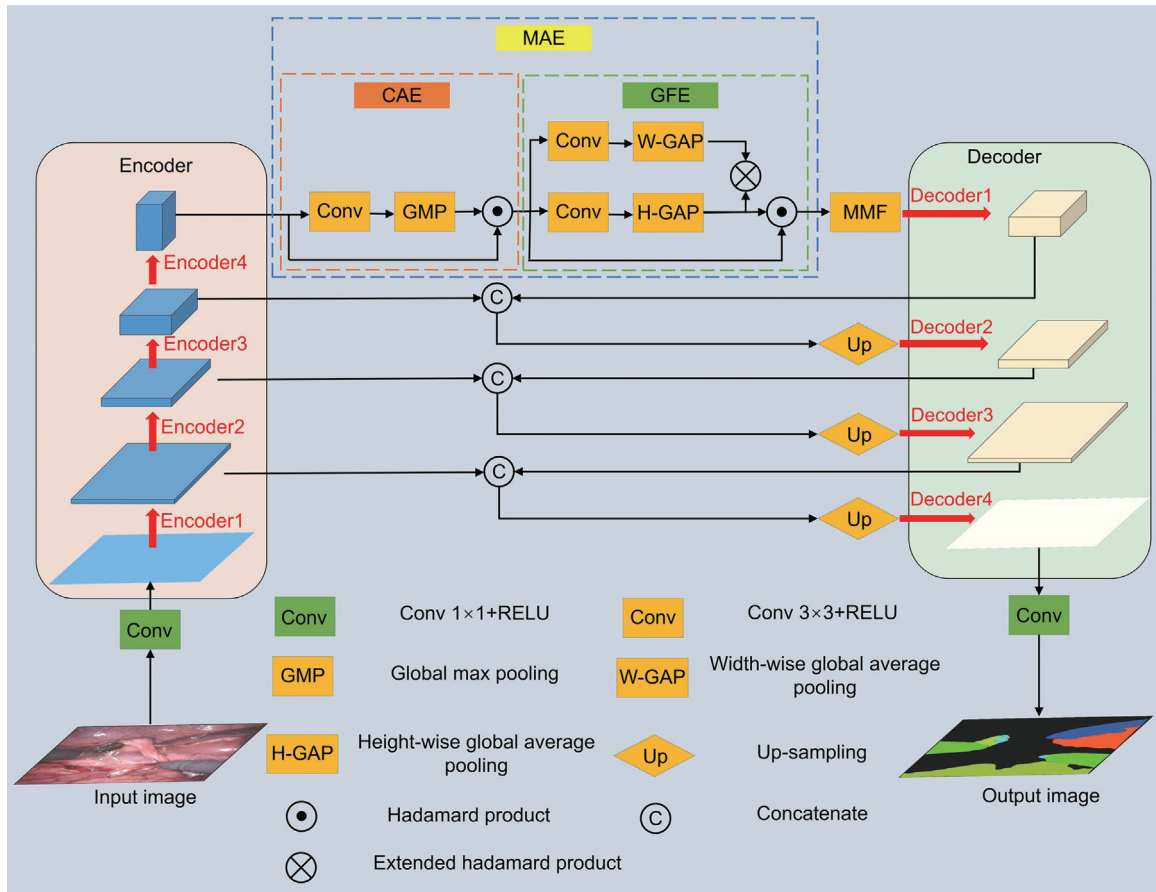 MAE
CAE
GFE
Conv
W-GAP
Encoder
Decoder
Conv
GMP
Conv
H-GAP
MMF
Decoder1
Encoder4
C
Encoder3
Up
Decoder2
C
Encoder2
Up
Decoder3
C
Encoder1
Up
Decoder4
Conv
Conv
Conv 1×1+RELU
Conv
Conv 3×3+RELU
Conv
GMP
Global max pooling
W-GAP
Width-wise global average
pooling
H-GAP
Height-wise global average
pooling
Up
Up-sampling
Input image
Output image
Hadamard product
C
Concatenate
Extended hadamard product